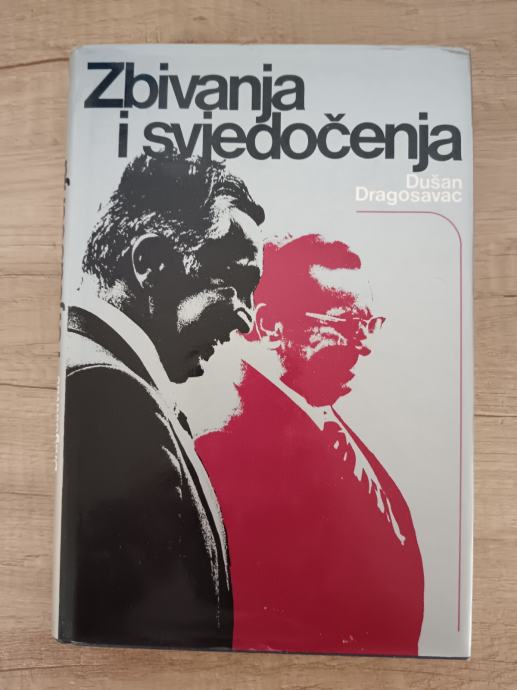 Zbivanja
i svjedočenja
Dušan
Dragosavac